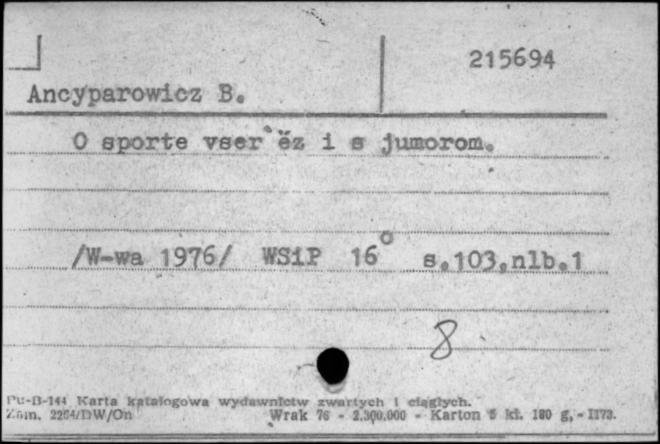 215694
Ancyparowicz B.
O sporte vser`ëz i s jumorom.
/W-wa 1976/ WSiP 16° s.103,nlb.1
8
Pu-B-144 Karta katalogowa wydawnictw zwartych i ciągłych.
Zam. 2264/DW/On Wrak 76 - 2.300.000 - Karton 5 kl. 180 g, - II73.